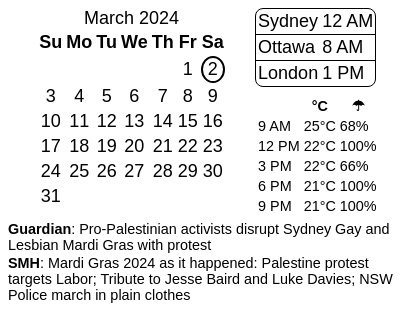 March 2024
Su Mo Tu We Th Fr Sa
1 2
3 4 5 6 7 8 9
10 11 12 13 14 15 16
17 18 19 20 21 22 23
24 25 26 27 28 29 30
31
Sydney 12 AM
Ottawa 8 AM
London 1 PM
°C ☂
9 AM 25°C 68%
12 PM 22°C 100%
3 PM 22°C 66%
6 PM 21°C 100%
9 PM 21°C 100%
Guardian: Pro-Palestinian activists disrupt Sydney Gay and
Lesbian Mardi Gras with protest
SMH: Mardi Gras 2024 as it happened: Palestine protest
targets Labor; Tribute to Jesse Baird and Luke Davies; NSW
Police march in plain clothes